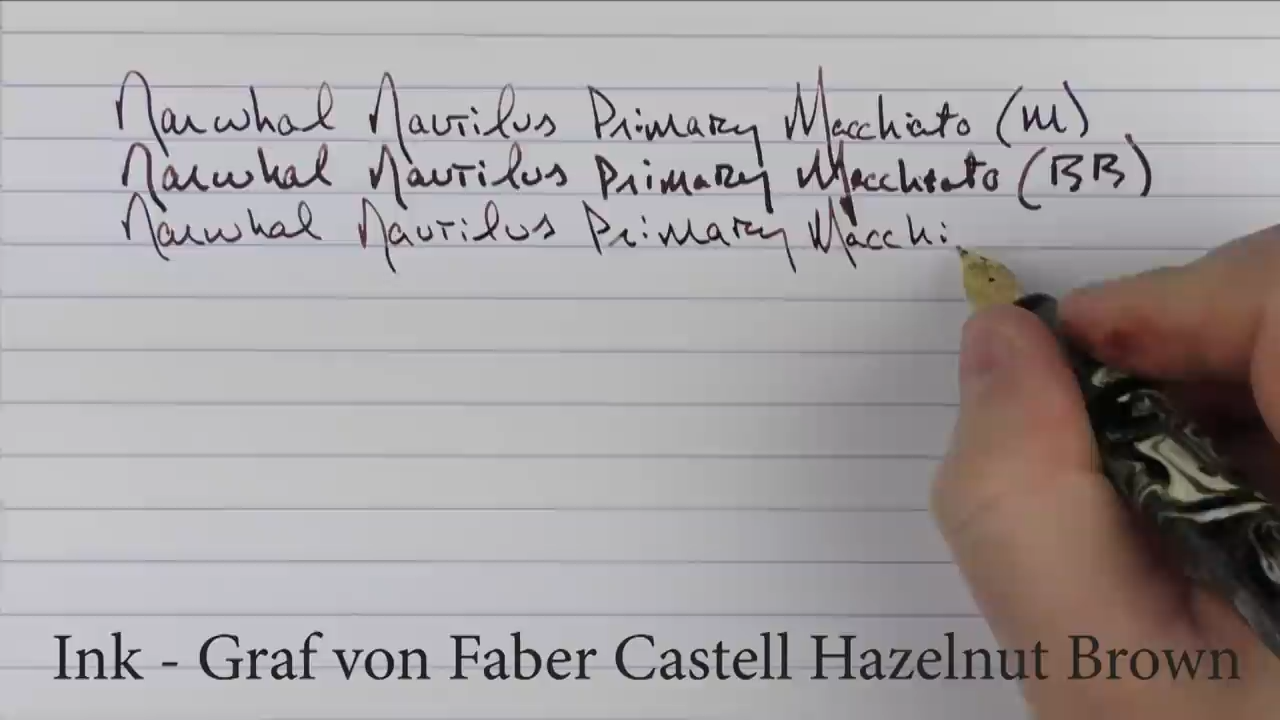 Narwhal Nautilus Primary Macchiato (M)
Narwhal Nautilus Primary Macchiato (BB)
Narwhal Nautilus Primary Macchi
Ink - Graf von Faber Castell Hazelnut Brown